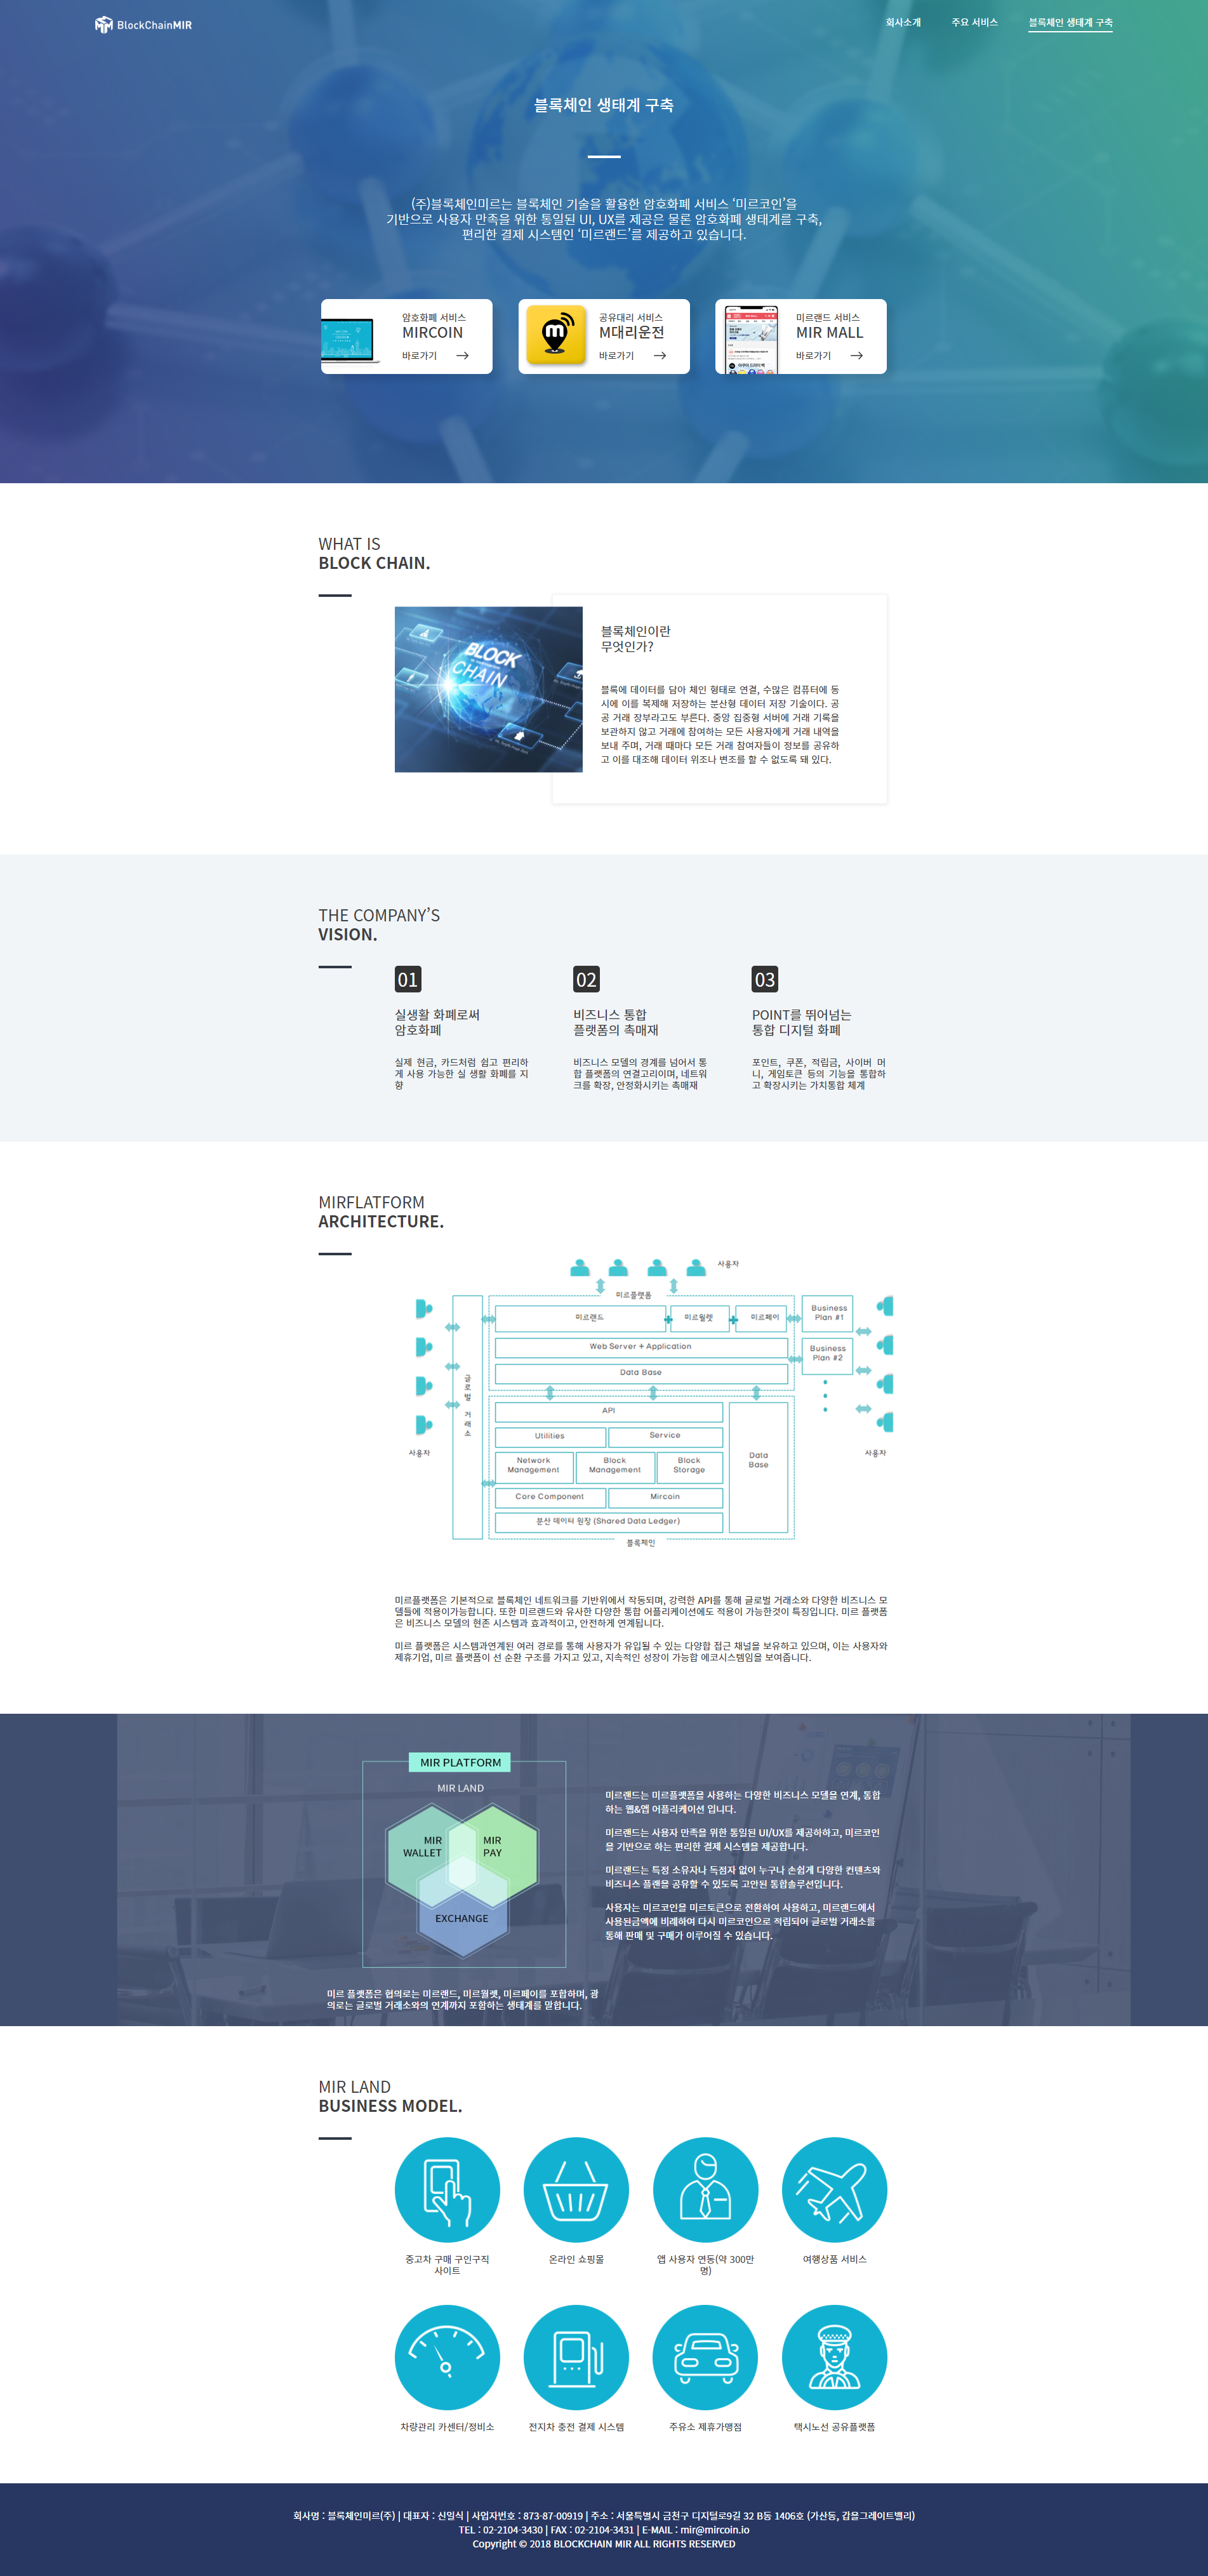 BlockChainMIR
회사소개 주요 서비스 블록체인 생태계 구축
블록체인 생태계 구축
(주)블록체인미르는 블록체인 기술을 활용한 암호화폐 서비스 ‘미르코인’을
기반으로 사용자 만족을 위한 통일된 UI, UX를 제공은 물론 암호화폐 생태계를 구축,
편리한 결제 시스템인 ‘미르랜드’를 제공하고 있습니다.
암호화폐 서비스
MIRCOIN
바로가기
공유대리 서비스
M대리운전
바로가기
미르랜드 서비스
MIR MALL
바로가기
WHAT IS
BLOCK CHAIN.
BLOCK
CHAIN
블록체인이란
무엇인가?
블록에 데이터를 담아 체인 형태로 연결, 수많은 컴퓨터에 동
시에 이를 복제해 저장하는 분산형 데이터 저장 기술이다. 공
공 거래 장부라고도 부른다. 중앙 집중형 서버에 거래 기록을
보관하지 않고 거래에 참여하는 모든 사용자에게 거래 내역을
보내 주며, 거래 때마다 모든 거래 참여자들이 정보를 공유하
고 이를 대조해 데이터 위조나 변조를 할 수 없도록 돼 있다.
THE COMPANY’S
VISION.
01
실생활 화폐로써
암호화폐
실제 현금, 카드처럼 쉽고 편리하
게 사용 가능한 실 생활 화폐를 지
향
02
비즈니스 통합
플랫폼의 촉매재
비즈니스 모델의 경계를 넘어서 통
합 플랫폼의 연결고리이며, 네트워
크를 확장, 안정화시키는 촉매재
03
POINT를 뛰어넘는
통합 디지털 화폐
포인트, 쿠폰, 적립금, 사이버 머
니, 게임토큰 등의 기능을 통합하
고 확장시키는 가치통합 체계
MIRFLATFORM
ARCHITECTURE.
사용자
미르플랫폼
미르랜드 미르월렛 미르페이
Business
Plan #1
Web Server + Application
Business
Plan #2
Data Base
글로벌 거래소
API
Utilities Service
Data
Base
Network
Management
Block
Management
Block
Storage
Core Component Mircoin
분산 데이터 원장 (Shared Data Ledger)
블록체인
사용자
사용자
미르플랫폼은 기본적으로 블록체인 네트워크를 기반위에서 작동되며, 강력한 API를 통해 글로벌 거래소와 다양한 비즈니스 모
델들에 적용이가능합니다. 또한 미르랜드와 유사한 다양한 통합 어플리케이션에도 적용이 가능한것이 특징입니다. 미르 플랫폼
은 비즈니스 모델의 현존 시스템과 효과적이고, 안전하게 연계됩니다.
미르 플랫폼은 시스템과연계된 여러 경로를 통해 사용자가 유입될 수 있는 다양합 접근 채널을 보유하고 있으며, 이는 사용자와
제휴기업, 미르 플랫폼이 선 순환 구조를 가지고 있고, 지속적인 성장이 가능합 에코시스템임을 보여줍니다.
MIR PLATFORM
MIR LAND
MIR
WALLET
MIR
PAY
EXCHANGE
미르 플랫폼은 협의로는 미르랜드, 미르월렛, 미르페이를 포함하며, 광
의로는 글로벌 거래소와의 연계까지 포함하는 생태계를 말합니다.
미르랜드는 미르플랫폼을 사용하는 다양한 비즈니스 모델을 연계, 통합
하는 웹&앱 어플리케이션 입니다.
미르랜드는 사용자 만족을 위한 통일된 UI/UX를 제공하하고, 미르코인
을 기반으로 하는 편리한 결제 시스템을 제공합니다.
미르랜드는 특정 소유자나 독점자 없이 누구나 손쉽게 다양한 컨텐츠와
비즈니스 플랜을 공유할 수 있도록 고안된 통합솔루션입니다.
사용자는 미르코인을 미르토큰으로 전환하여 사용하고, 미르랜드에서
사용된금액에 비례하여 다시 미르코인으로 적립되어 글로벌 거래소를
통해 판매 및 구매가 이루어질 수 있습니다.
MIR LAND
BUSINESS MODEL.
중고차 구매 구인구직
사이트
온라인 쇼핑몰
앱 사용자 연동(약 300만
명)
여행상품 서비스
차량관리 카센터/정비소
전지차 충전 결제 시스템
주유소 제휴가맹점
택시노선 공유플랫폼
회사명 : 블록체인미르(주) | 대표자 : 신일식 | 사업자번호 : 873-87-00919 | 주소 : 서울특별시 금천구 디지털로9길 32 B동 1406호 (가산동, 갑을그레이트밸리)
TEL : 02-2104-3430 | FAX : 02-2104-3431 | E-MAIL : mir@mircoin.io
Copyright © 2018 BLOCKCHAIN MIR ALL RIGHTS RESERVED